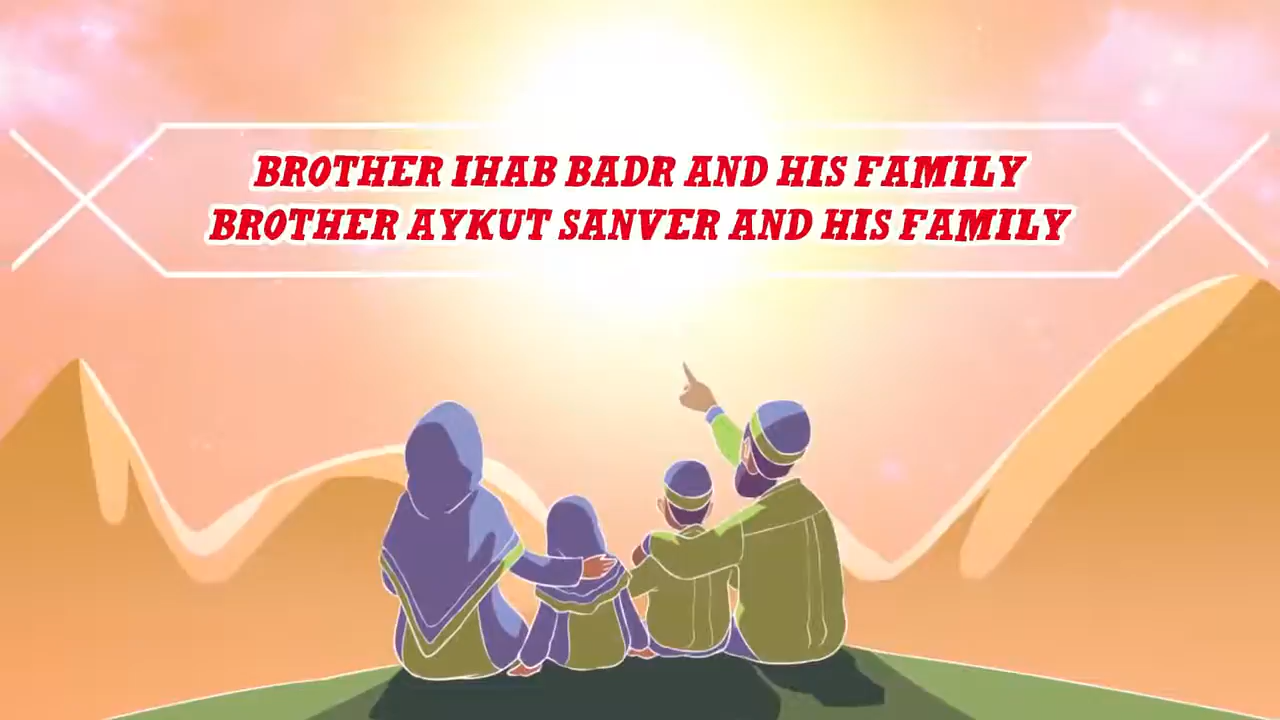 BROTHER IHAB BADR AND HIS FAMILY
BROTHER AYKUT SANVER AND HIS FAMILY